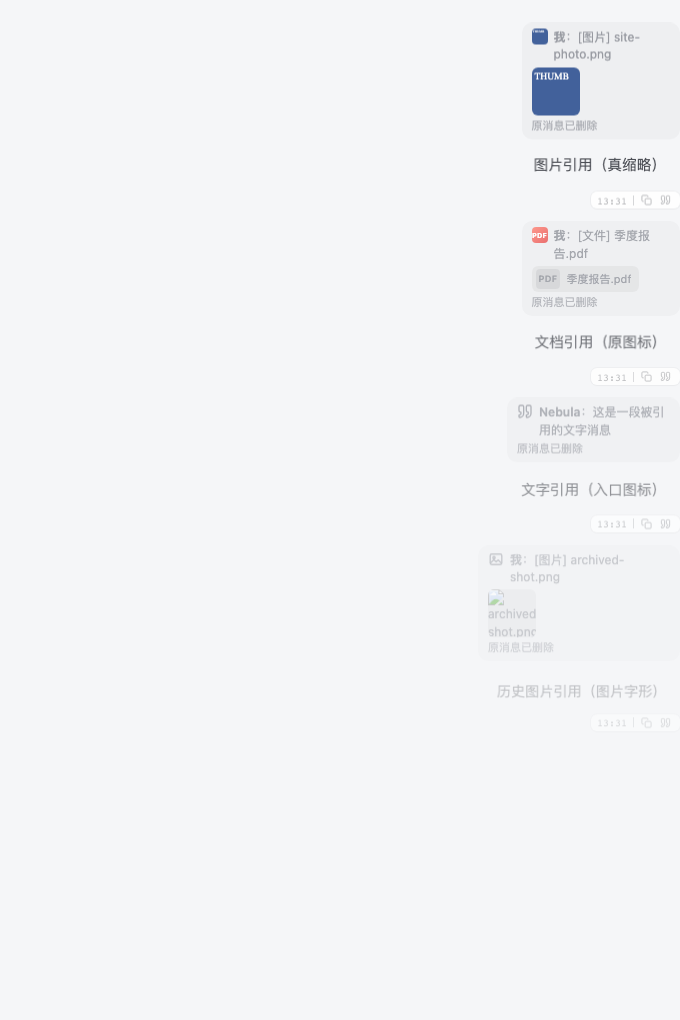 我：[图片] site-
photo.png
THUMB
原消息已删除
图片引用（真缩略）
13:31
PDF 我：[文件] 季度报
告.pdf
PDF 季度报告.pdf
原消息已删除
文档引用（原图标）
13:31
Nebula：这是一段被引
用的文字消息
原消息已删除
文字引用（入口图标）
13:31
我：[图片] archived-
shot.png
archived
shot.png
原消息已删除
历史图片引用（图片字形）
13:31